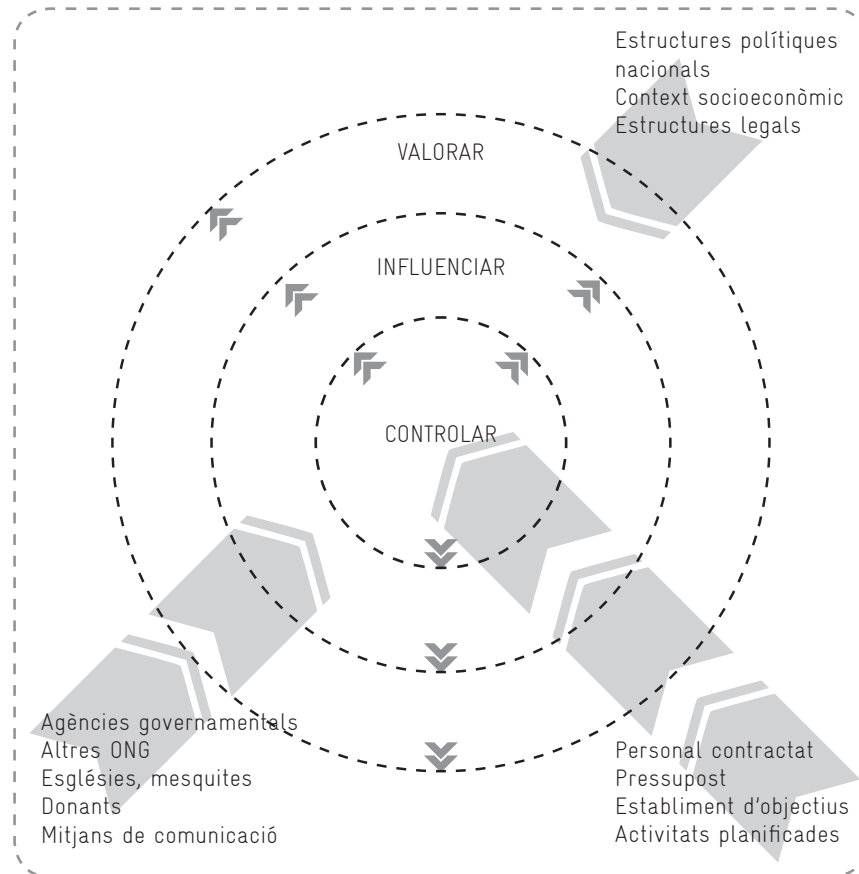 Estructures polítiques
nacionals
Context socioeconòmic
Estructures legals
VALORAR
INFLUENCIAR
CONTROLAR
Agències governamentals
Altres ONG
Esglésies, mesquites
Donants
Mitjans de comunicació
Personal contractat
Pressupost
Establiment d'objectius
Activitats planificades